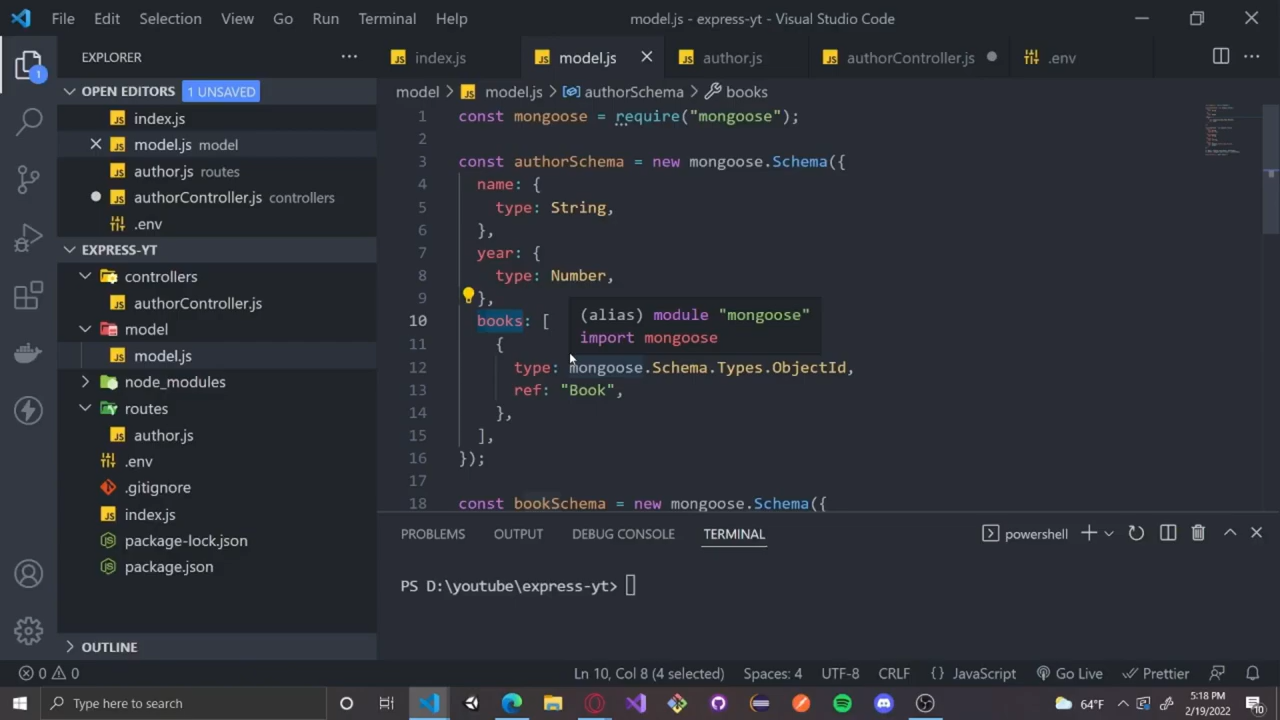 File Edit Selection View Go Run Terminal Help model.js - express-yt - Visual Studio Code
EXPLORER
index.js model.js author.js authorController.js .env
OPEN EDITORS 1 UNSAVED
model > model.js > authorSchema > books
index.js
model.js model
author.js routes
authorController.js controllers
.env
EXPRESS-YT
controllers
authorController.js
model
model.js
node_modules
routes
author.js
.env
.gitignore
index.js
package-lock.json
package.json
OUTLINE
1 const mongoose = require("mongoose");
2
3 const authorSchema = new mongoose.Schema({
4 name: {
5 type: String,
6 },
7 year: {
8 type: Number,
9 },
10 books: [
11 {
12 type: mongoose.Schema.Types.ObjectId,
13 ref: "Book",
14 },
15 ],
16 });
17
18 const bookSchema = new mongoose.Schema({
(alias) module "mongoose"
import mongoose
PROBLEMS OUTPUT DEBUG CONSOLE TERMINAL powershell
PS D:\youtube\express-yt>
0 0 Ln 10, Col 8 (4 selected) Spaces: 4 UTF-8 CRLF {} JavaScript Go Live Prettier
Type here to search 64°F 5:18 PM
2/19/2022
10
1